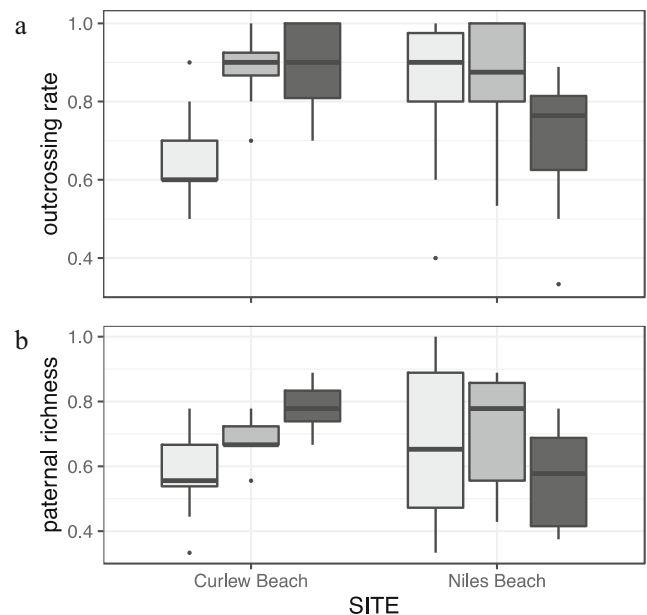 a
outcrossing rate
1.0
0.8
0.6
0.4
b
paternal richness
1.0
0.8
0.6
0.4
Curlew Beach
Niles Beach
SITE